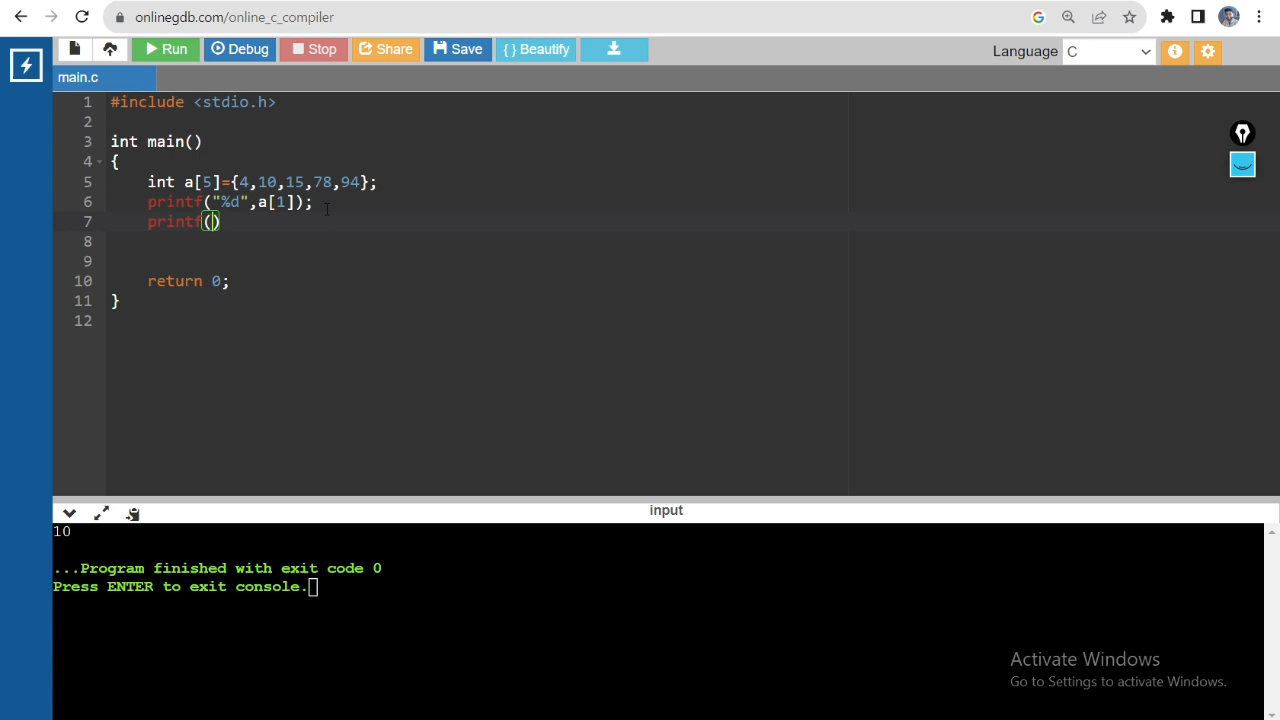 onlinegdb.com/online_c_compiler
Run Debug Stop Share Save { } Beautify Language C
main.c
1 #include <stdio.h>
2
3 int main()
4 {
5 int a[5]={4,10,15,78,94};
6 printf("%d",a[1]);
7 printf()
8
9
10 return 0;
11 }
12
input
10
...Program finished with exit code 0
Press ENTER to exit console.
Activate Windows
Go to Settings to activate Windows.